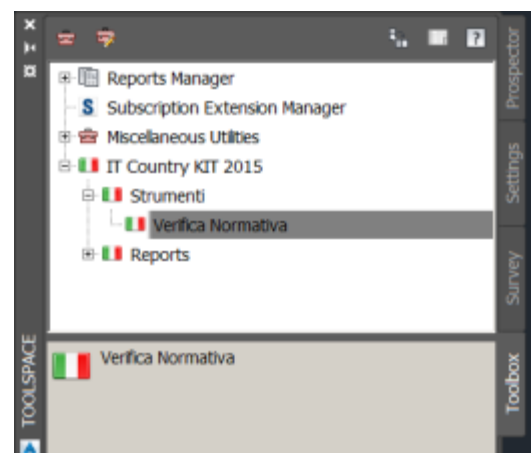 Reports Manager
S Subscription Extension Manager
Miscellaneous Utilities
IT Country KIT 2015
Strumenti
Verifica Normativa
Reports
Verifica Normativa
TOOLSPACE
Prospector
Settings
Survey
Toolbox